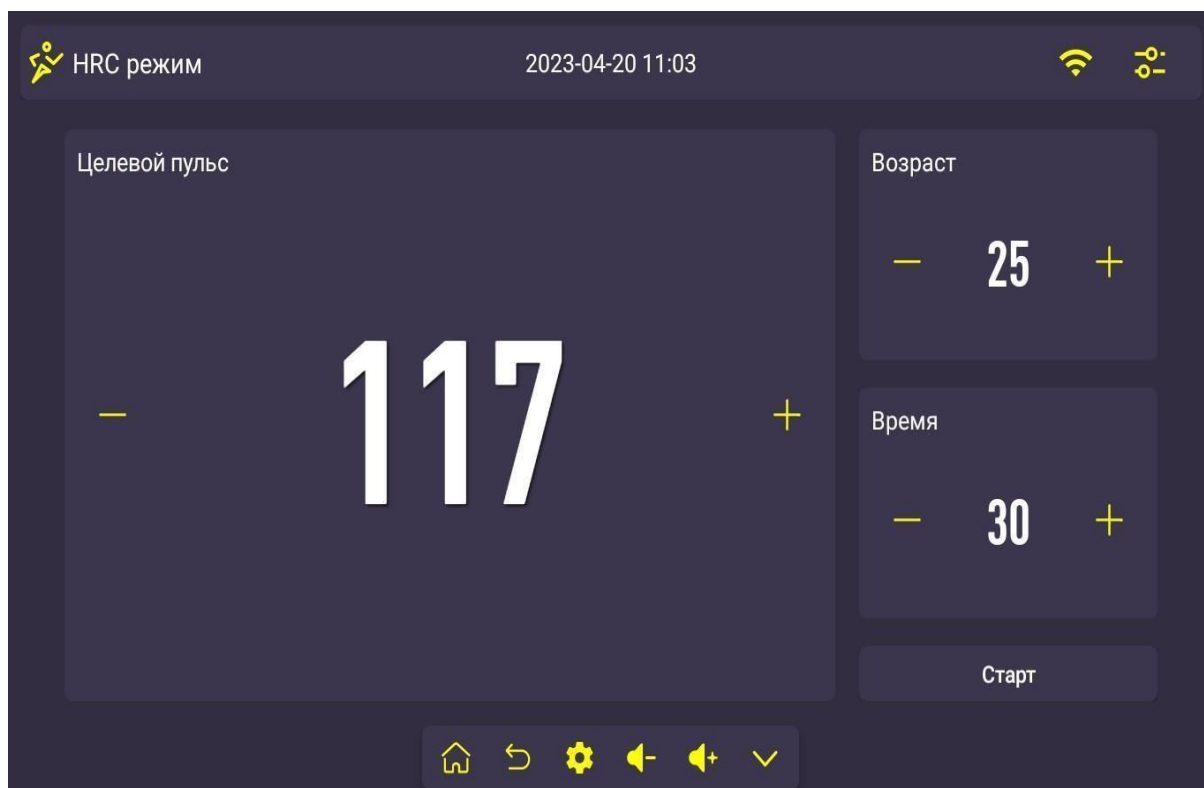 HRC режим
2023-04-20 11:03
Целевой пульс
117
Возраст
25
Время
30
Старт